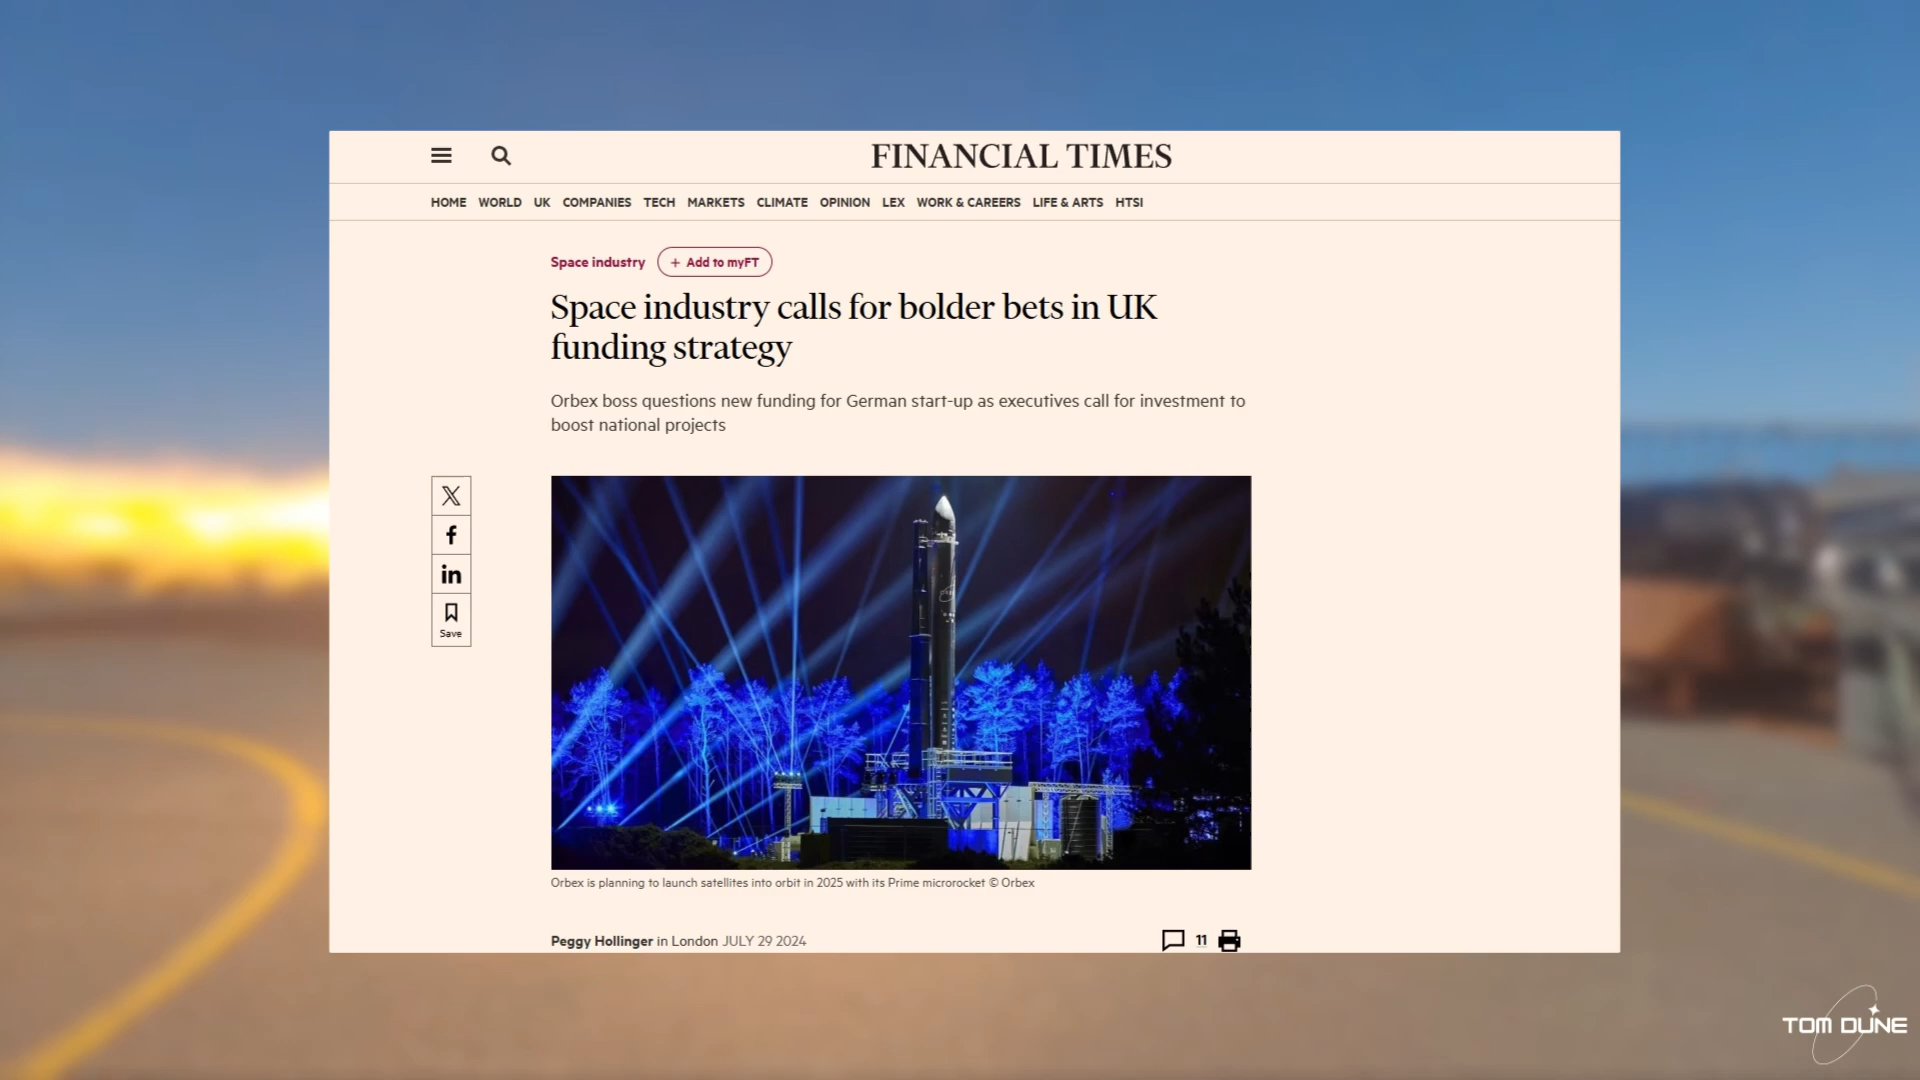 FINANCIAL TIMES
HOME WORLD UK COMPANIES TECH MARKETS CLIMATE OPINION LEX WORK & CAREERS LIFE & ARTS HTSI
Space industry + Add to myFT
Space industry calls for bolder bets in UK
funding strategy
Orbex boss questions new funding for German start-up as executives call for investment to
boost national projects
X
f
in
Save
Orbex is planning to launch satellites into orbit in 2025 with its Prime microrocket © Orbex
Peggy Hollinger in London JULY 29 2024 11
TOM DUNE